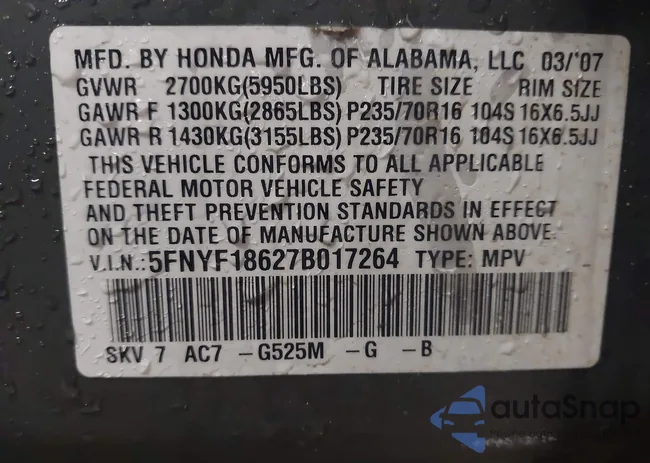 MFD. BY HONDA MFG. OF ALABAMA, LLC 03/'07
GVWR 2700KG(5950LBS) TIRE SIZE RIM SIZE
GAWR F 1300KG(2865LBS) P235/70R16 104S 16X6.5JJ
GAWR R 1430KG(3155LBS) P235/70R16 104S 16X6.5JJ
THIS VEHICLE CONFORMS TO ALL APPLICABLE
FEDERAL MOTOR VEHICLE SAFETY
AND THEFT PREVENTION STANDARDS IN EFFECT
ON THE DATE OF MANUFACTURE SHOWN ABOVE.
V.I.N.: 5FNYF18627B017264 TYPE: MPV
SKV 7 AC7 -G525M -G -B
autoSnap